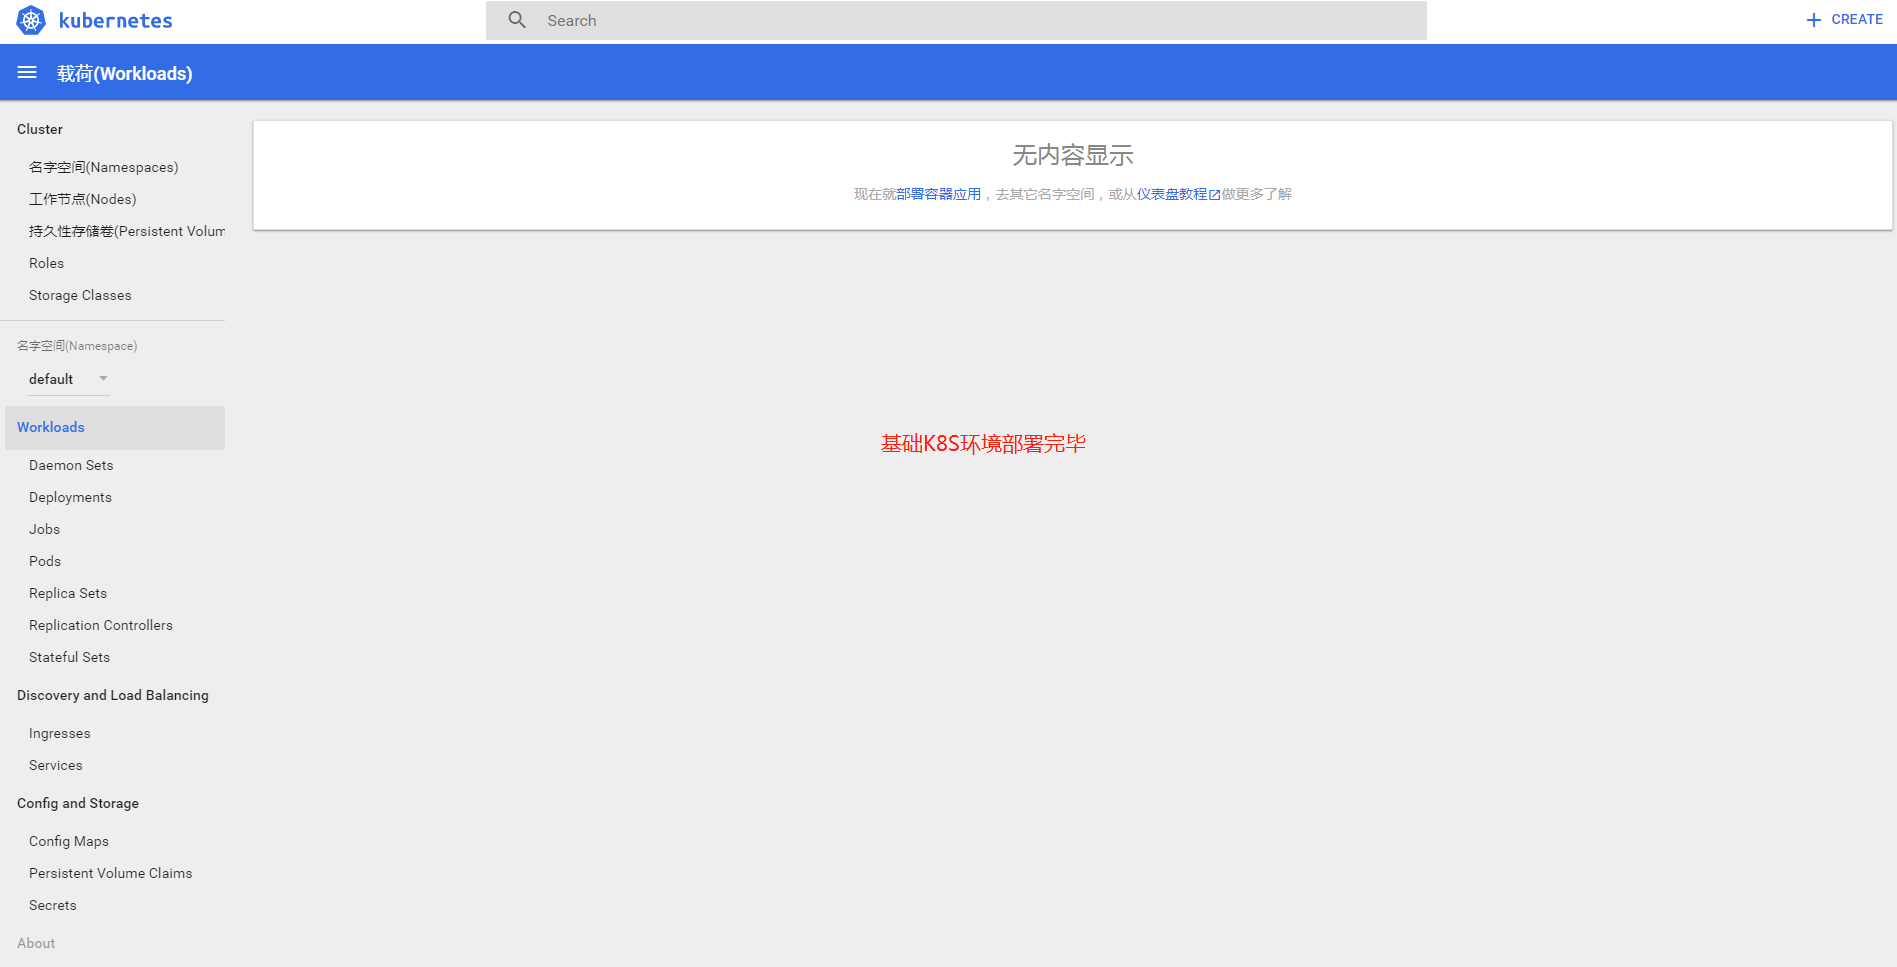 kubernetes
Search
CREATE
载荷(Workloads)
Cluster
名字空间(Namespaces)
工作节点(Nodes)
持久性存储卷(Persistent Volum
Roles
Storage Classes
名字空间(Namespace)
default
Workloads
Daemon Sets
Deployments
Jobs
Pods
Replica Sets
Replication Controllers
Stateful Sets
Discovery and Load Balancing
Ingresses
Services
Config and Storage
Config Maps
Persistent Volume Claims
Secrets
About
无内容显示
现在就部署容器应用，去其它名字空间，或从仪表盘教程做更多了解
基础K8S环境部署完毕